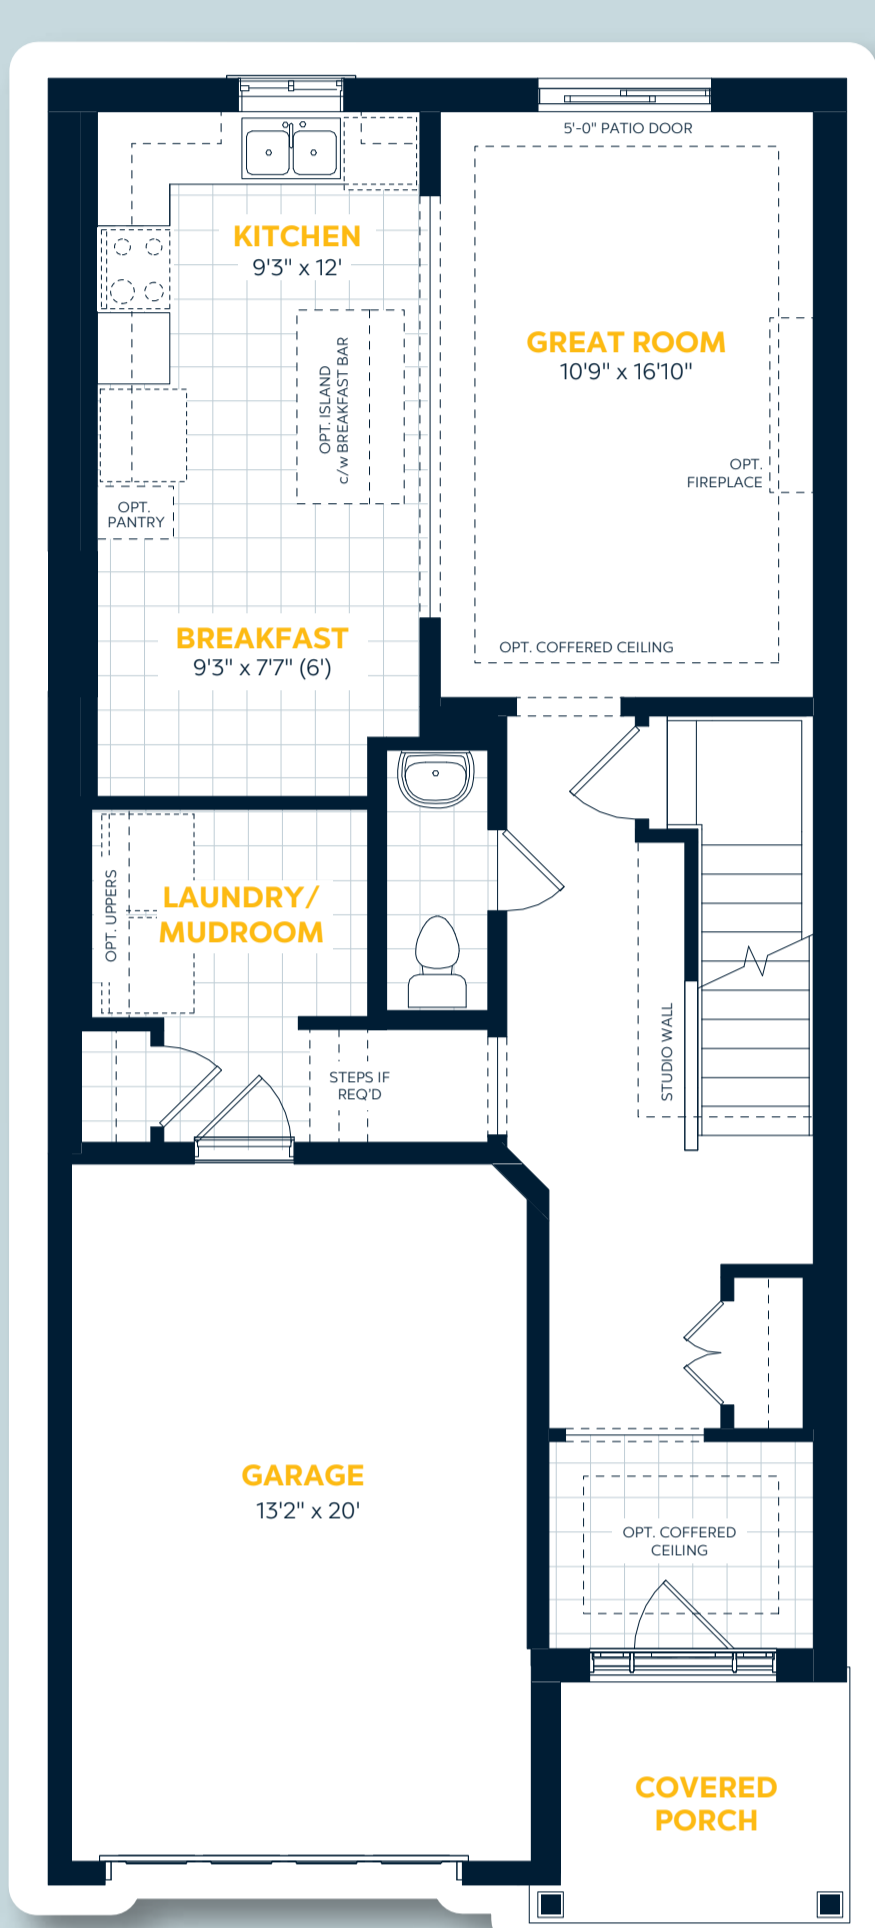 5'-0" PATIO DOOR
KITCHEN
9'3" x 12'
GREAT ROOM
10'9" x 16'10"
OPT. ISLAND
c/w BREAKFAST BAR
OPT.
FIREPLACE
OPT.
PANTRY
BREAKFAST
9'3" x 7'7" (6')
OPT. COFFERED CEILING
OPT. UPPERS
LAUNDRY/
MUDROOM
STEPS IF
REQ'D
STUDIO WALL
GARAGE
13'2" x 20'
OPT. COFFERED
CEILING
COVERED
PORCH